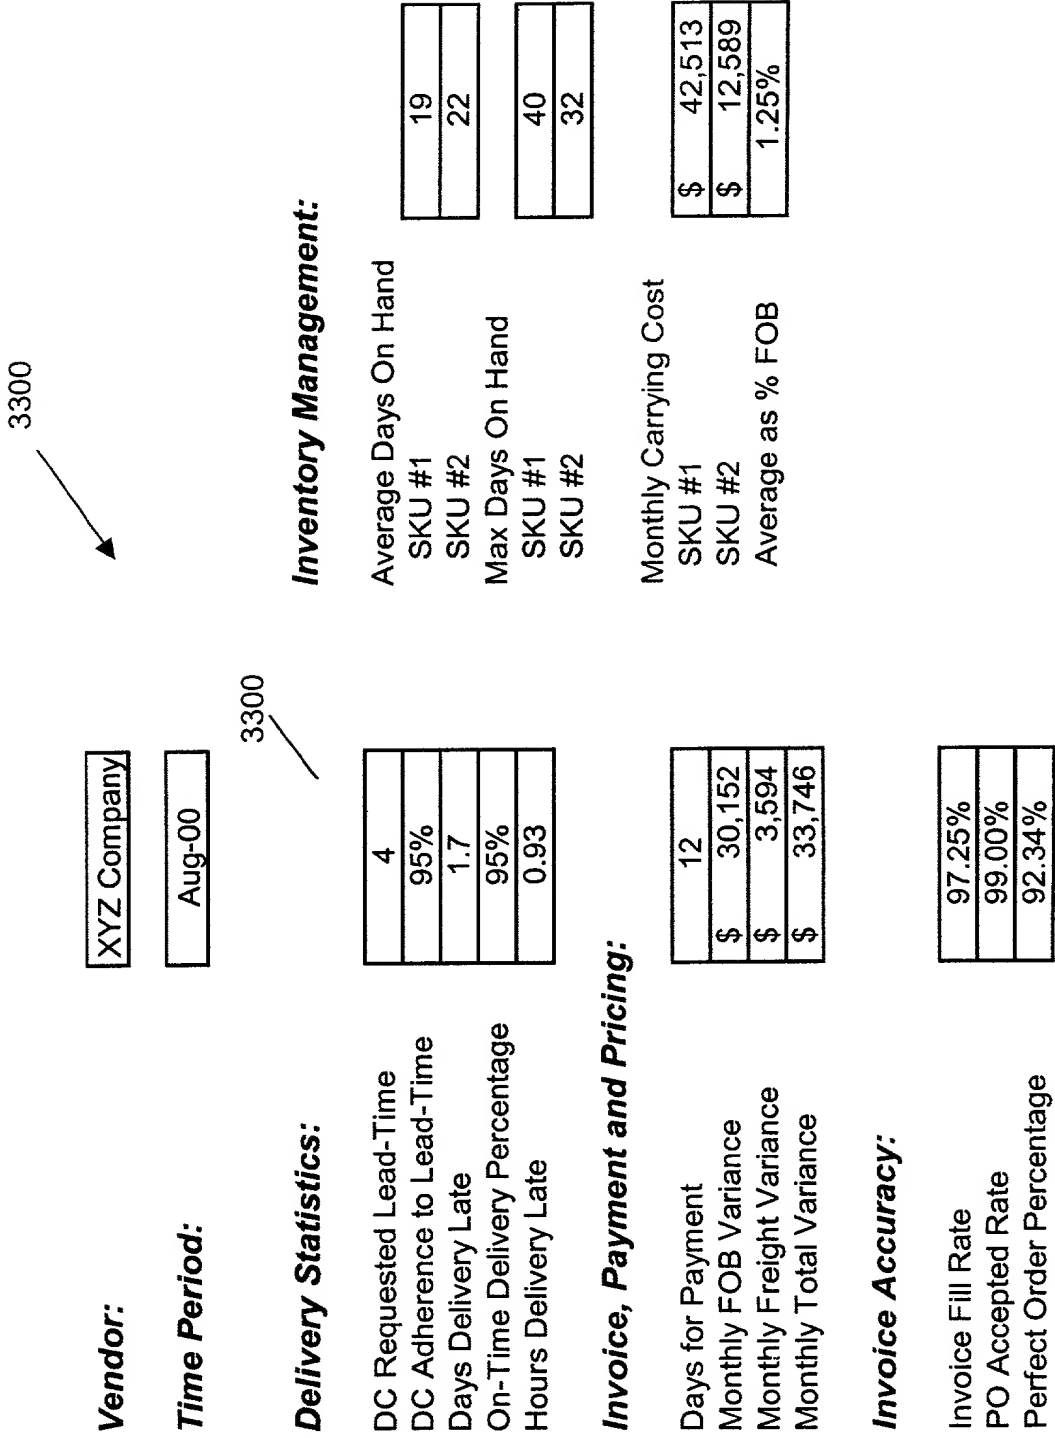 3300
Vendor: XYZ Company
Time Period: Aug-00
3300
Delivery Statistics:
DC Requested Lead-Time 4
DC Adherence to Lead-Time 95%
Days Delivery Late 1.7
On-Time Delivery Percentage 95%
Hours Delivery Late 0.93
Invoice, Payment and Pricing:
Days for Payment 12
Monthly FOB Variance $ 30,152
Monthly Freight Variance $ 3,594
Monthly Total Variance $ 33,746
Invoice Accuracy:
Invoice Fill Rate 97.25%
PO Accepted Rate 99.00%
Perfect Order Percentage 92.34%
Inventory Management:
Average Days On Hand
SKU #1 19
SKU #2 22
Max Days On Hand
SKU #1 40
SKU #2 32
Monthly Carrying Cost
SKU #1 $ 42,513
SKU #2 $ 12,589
Average as % FOB 1.25%